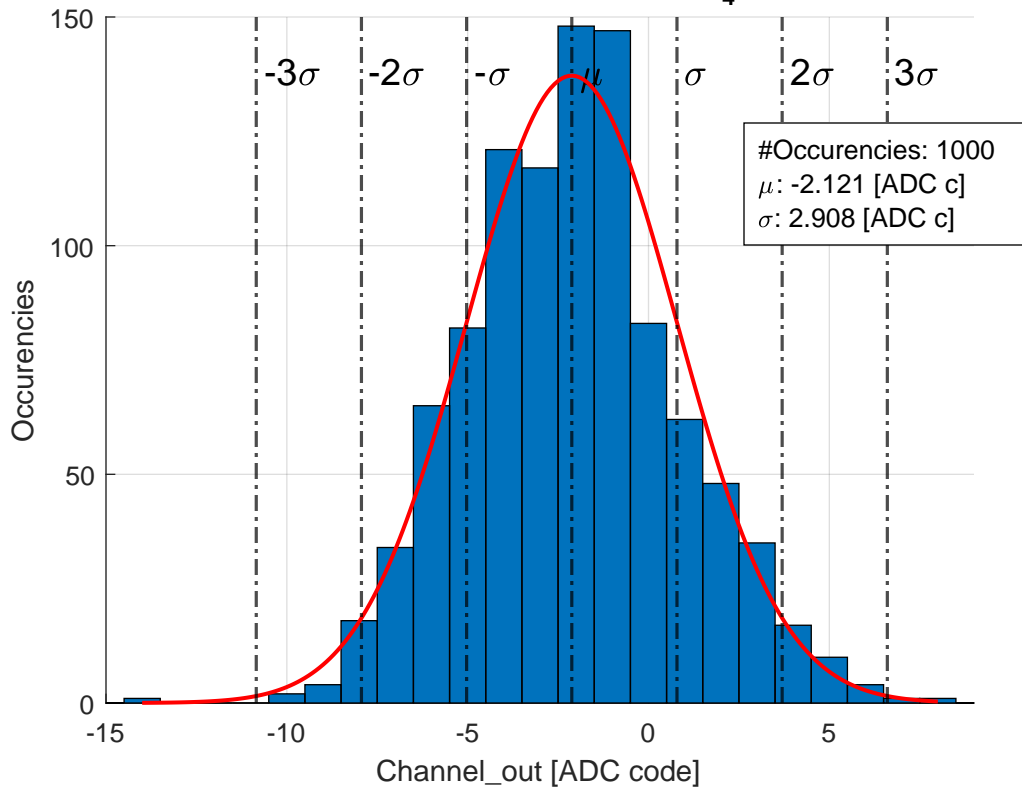 4
150
-3σ -2σ -σ μ σ 2σ 3σ
#Occurencies: 1000
μ: -2.121 [ADC c]
σ: 2.908 [ADC c]
100
Occurencies
50
0
-15 -10 -5 0 5
Channel_out [ADC code]